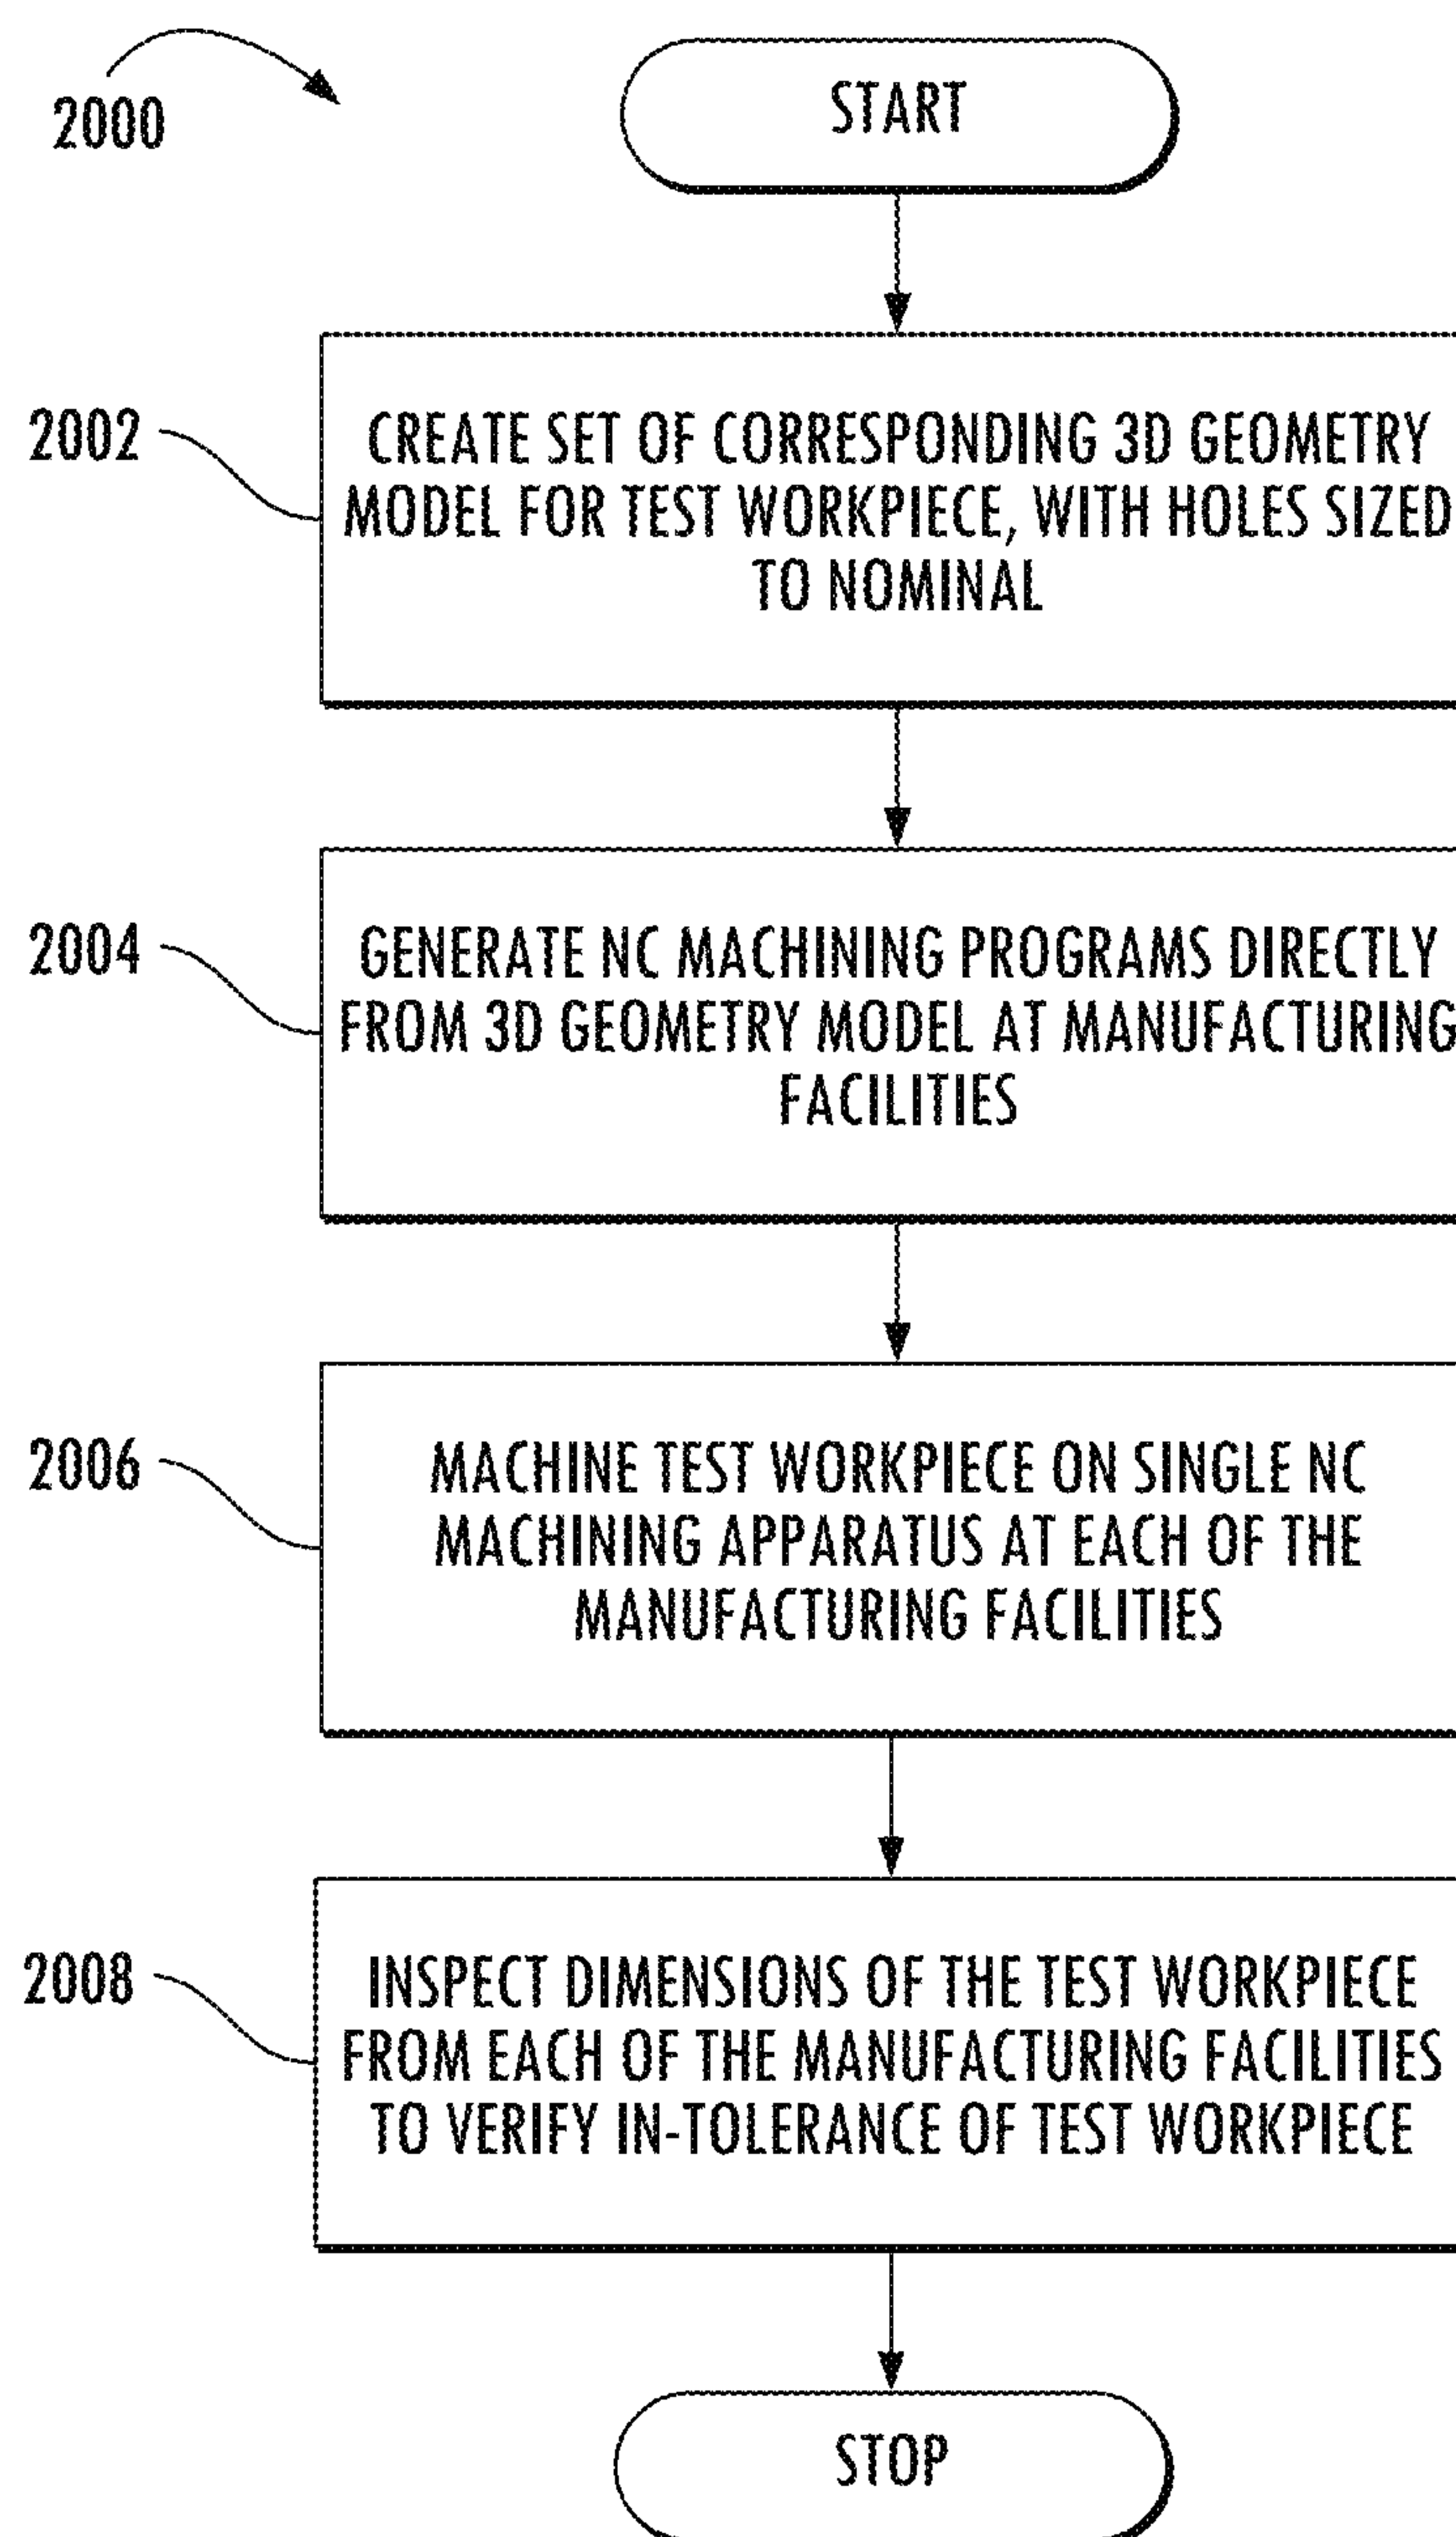 2000
START
2002
CREATE SET OF CORRESPONDING 3D GEOMETRY
MODEL FOR TEST WORKPIECE, WITH HOLES SIZED
TO NOMINAL
2004
GENERATE NC MACHINING PROGRAMS DIRECTLY
FROM 3D GEOMETRY MODEL AT MANUFACTURING
FACILITIES
2006
MACHINE TEST WORKPIECE ON SINGLE NC
MACHINING APPARATUS AT EACH OF THE
MANUFACTURING FACILITIES
2008
INSPECT DIMENSIONS OF THE TEST WORKPIECE
FROM EACH OF THE MANUFACTURING FACILITIES
TO VERIFY IN-TOLERANCE OF TEST WORKPIECE
STOP